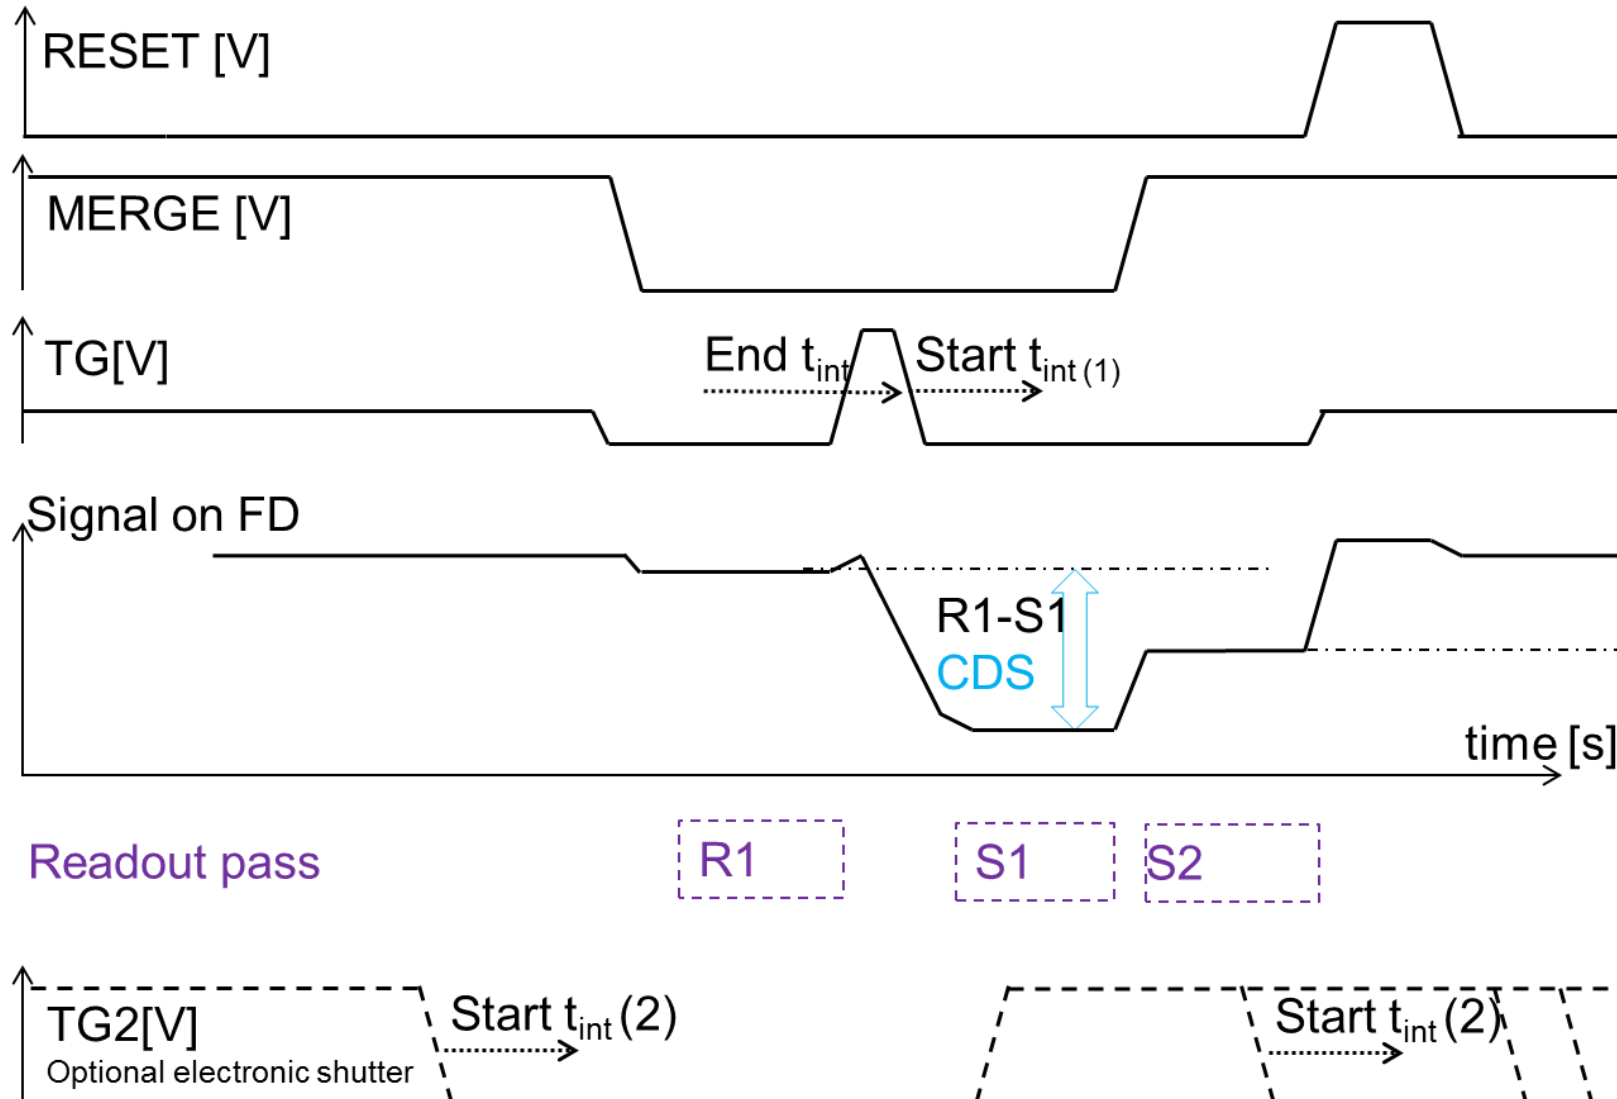 RESET [V]
MERGE [V]
TG[V]
End tint
Start tint (1)
Signal on FD
R1-S1
CDS
time [s]
Readout pass
R1
S1
S2
TG2[V]
Optional electronic shutter
Start tint (2)
Start tint (2)